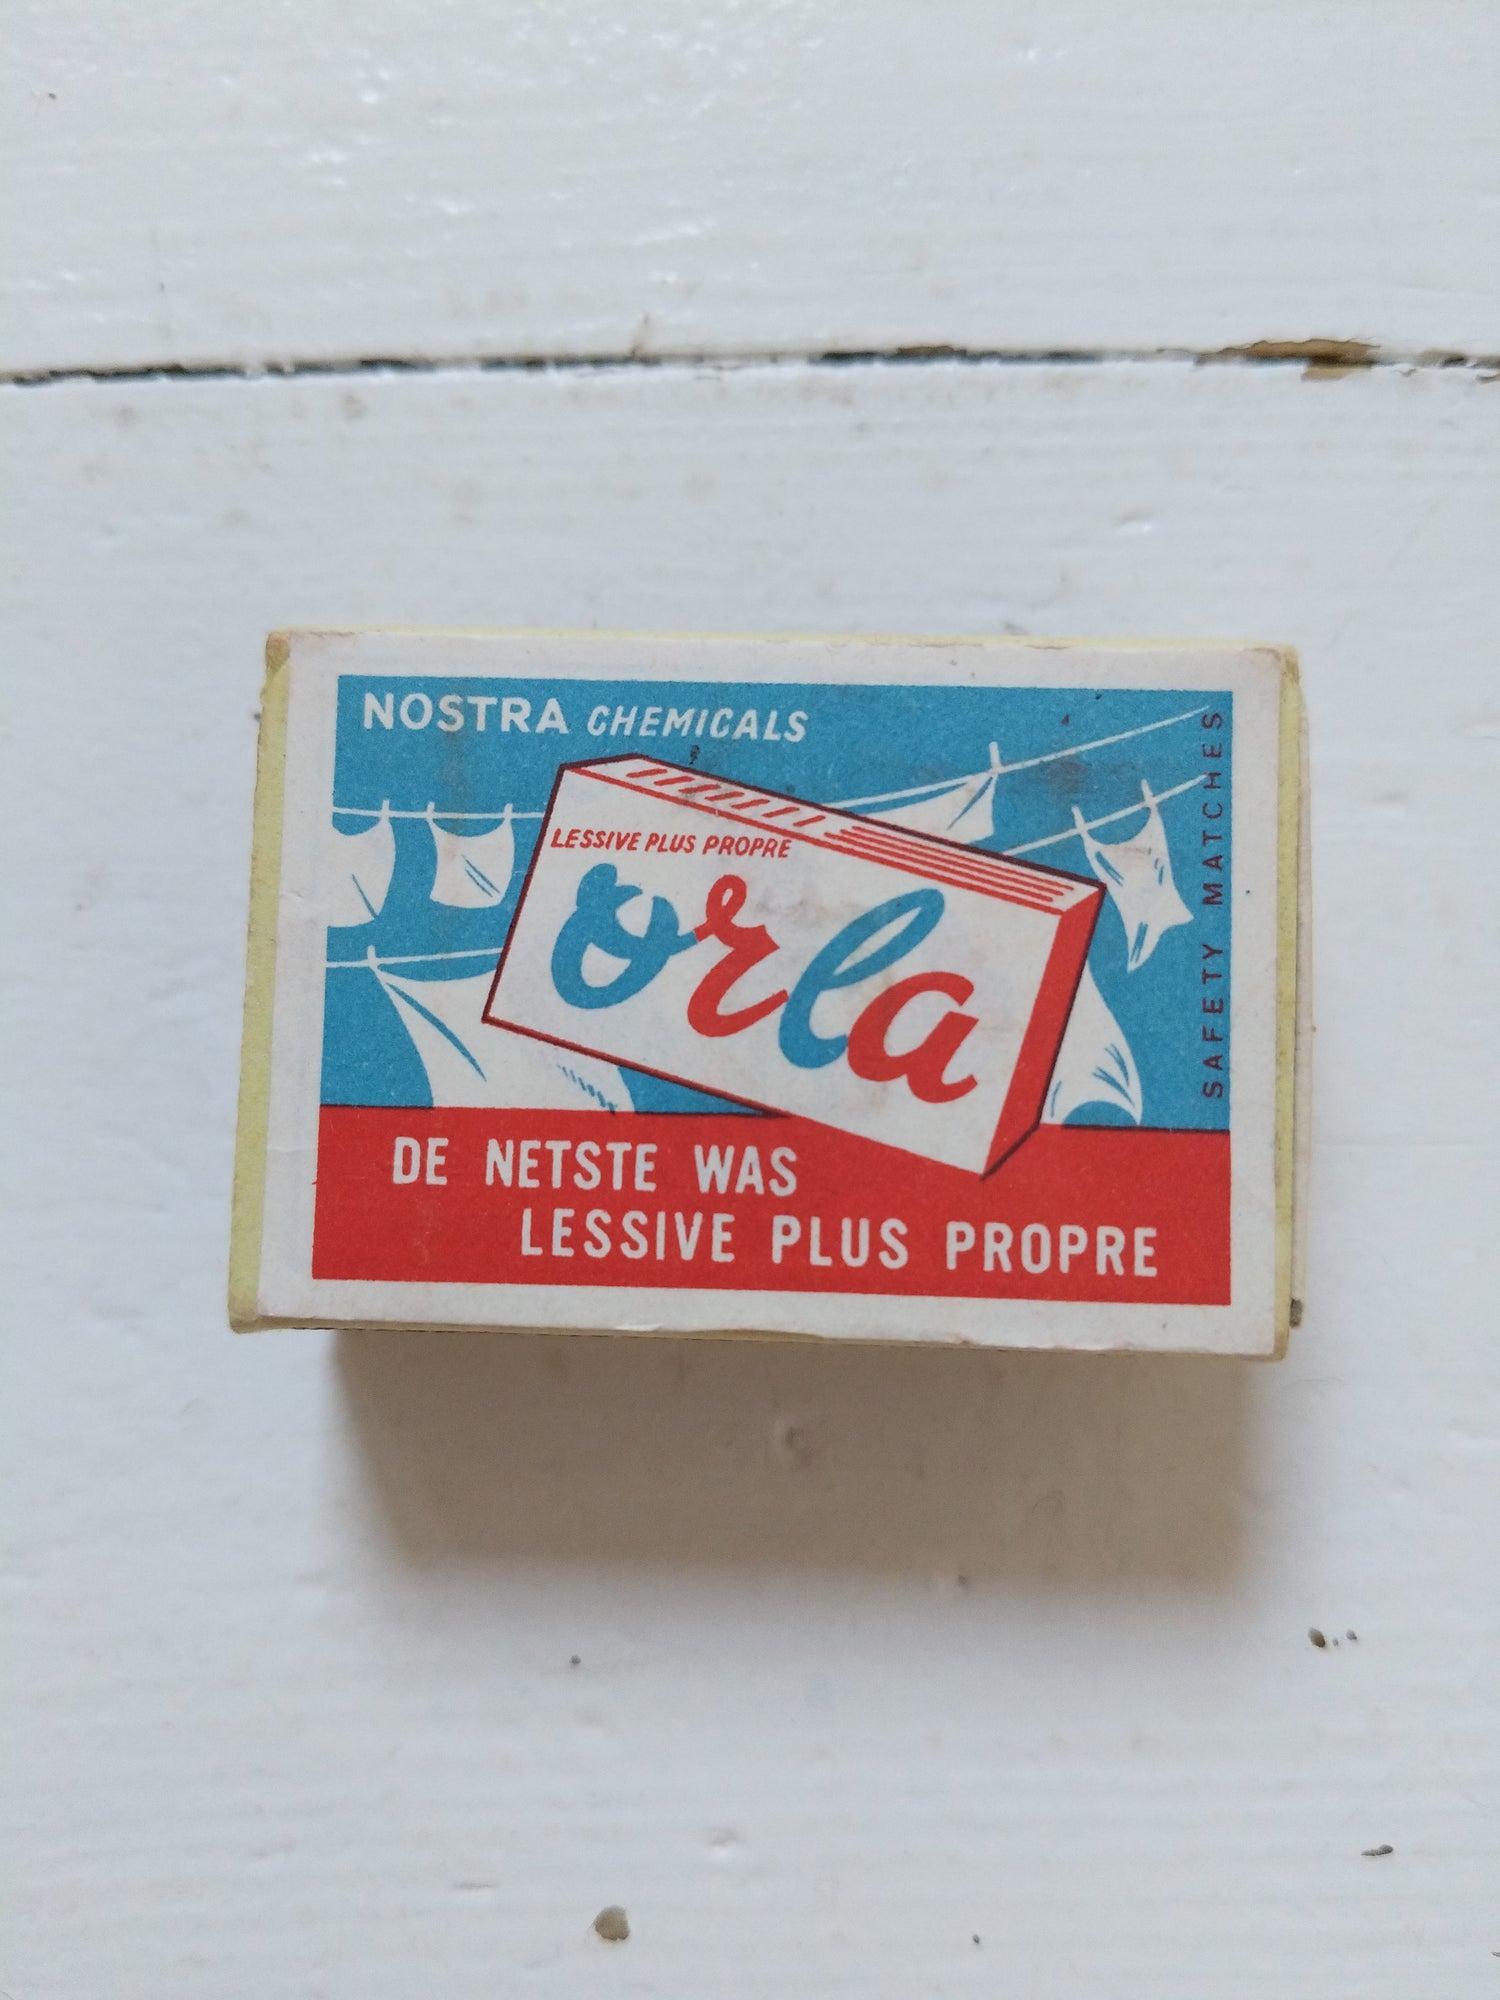 NOSTRA CHEMICALS
LESSIVE PLUS PROPRE
orla
SAFETY MATCHES
DE NETSTE WAS
LESSIVE PLUS PROPRE